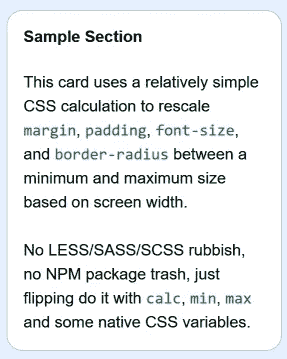 Sample Section
This card uses a relatively simple
CSS calculation to rescale
margin, padding, font-size,
and border-radius between a
minimum and maximum size
based on screen width.
No LESS/SASS/SCSS rubbish,
no NPM package trash, just
flipping do it with calc, min, max
and some native CSS variables.